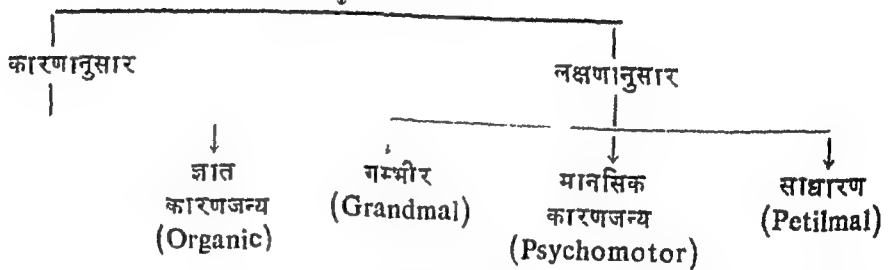 कारणानुसार लक्षणानुसार
ज्ञात गम्भीर मानसिक साधारण
कारणजन्य (Grandmal) कारणजन्य (Petilmal)
(Organic) (Psychomotor)